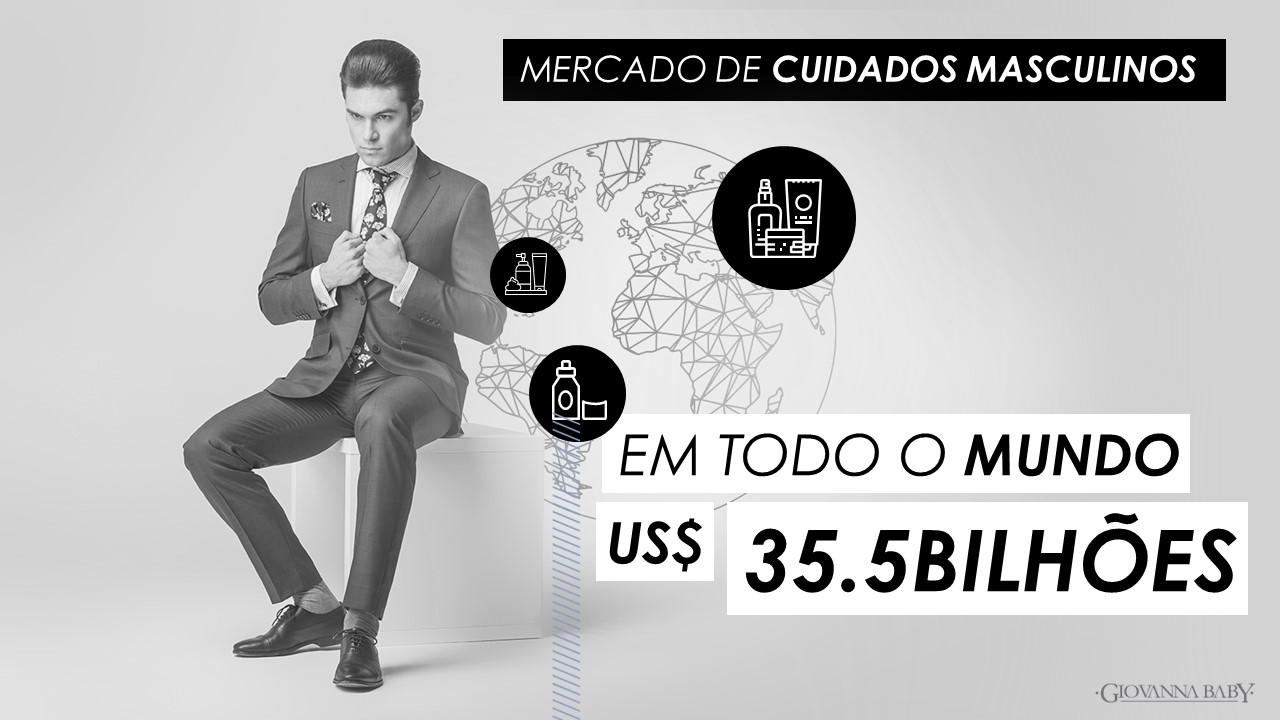 MERCADO DE CUIDADOS MASCULINOS
EM TODO O MUNDO
US$ 35.5BILHÕES
GIOVANNA BABY